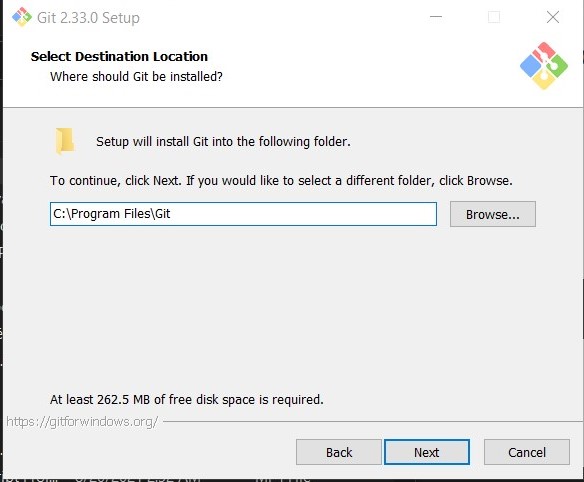 Git 2.33.0 Setup
Select Destination Location
Where should Git be installed?
Setup will install Git into the following folder.
To continue, click Next. If you would like to select a different folder, click Browse.
C:\Program Files\Git
Browse...
At least 262.5 MB of free disk space is required.
https://gitforwindows.org/
Back
Next
Cancel